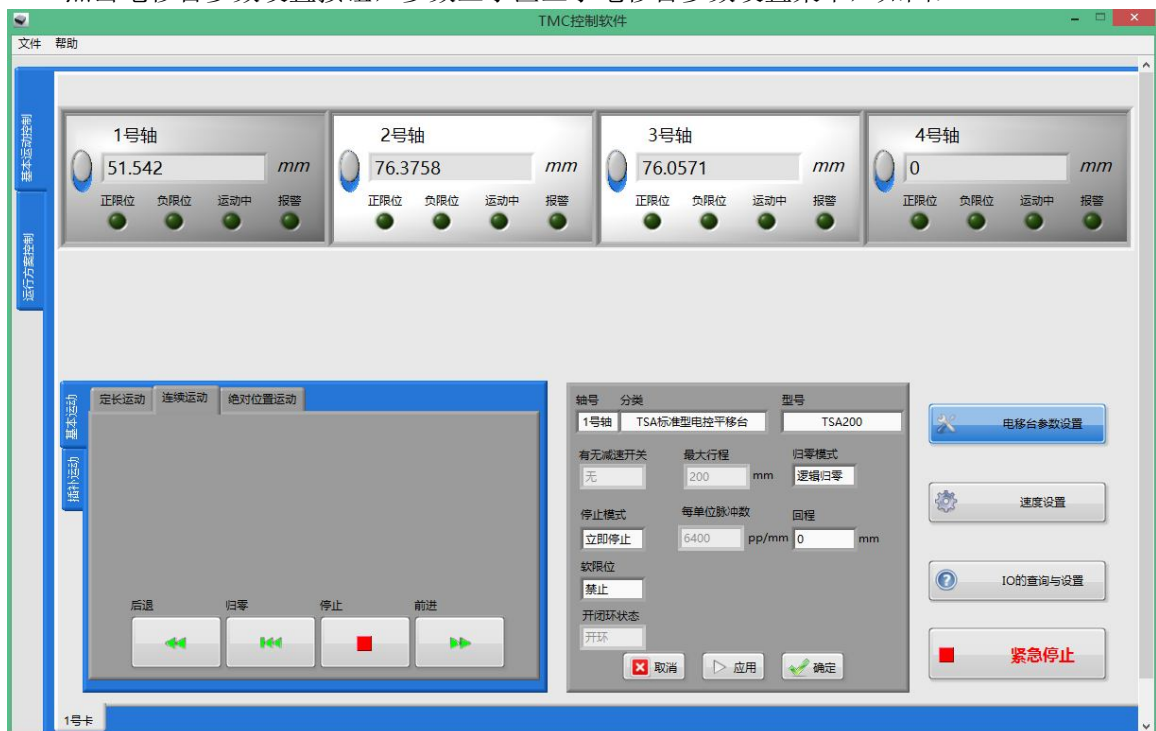 TMC控制软件
文件 帮助
基本运动控制
运行方案控制
1号轴 2号轴 3号轴 4号轴
51.542 mm 76.3758 mm 76.0571 mm 0 mm
正限位 负限位 运动中 报警 正限位 负限位 运动中 报警 正限位 负限位 运动中 报警 正限位 负限位 运动中 报警
基本运动
插补运动
定长运动 连续运动 绝对位置运动
后退 归零 停止 前进
轴号 分类 型号
1号轴 TSA标准型电控平移台 TSA200
有无减速开关 最大行程 归零模式
无 200 mm 逻辑归零
停止模式 每单位脉冲数 回程
立即停止 6400 pp/mm 0 mm
软限位
禁止
开闭环状态
开环
取消 应用 确定
电移台参数设置
速度设置
IO的查询与设置
紧急停止
1号卡